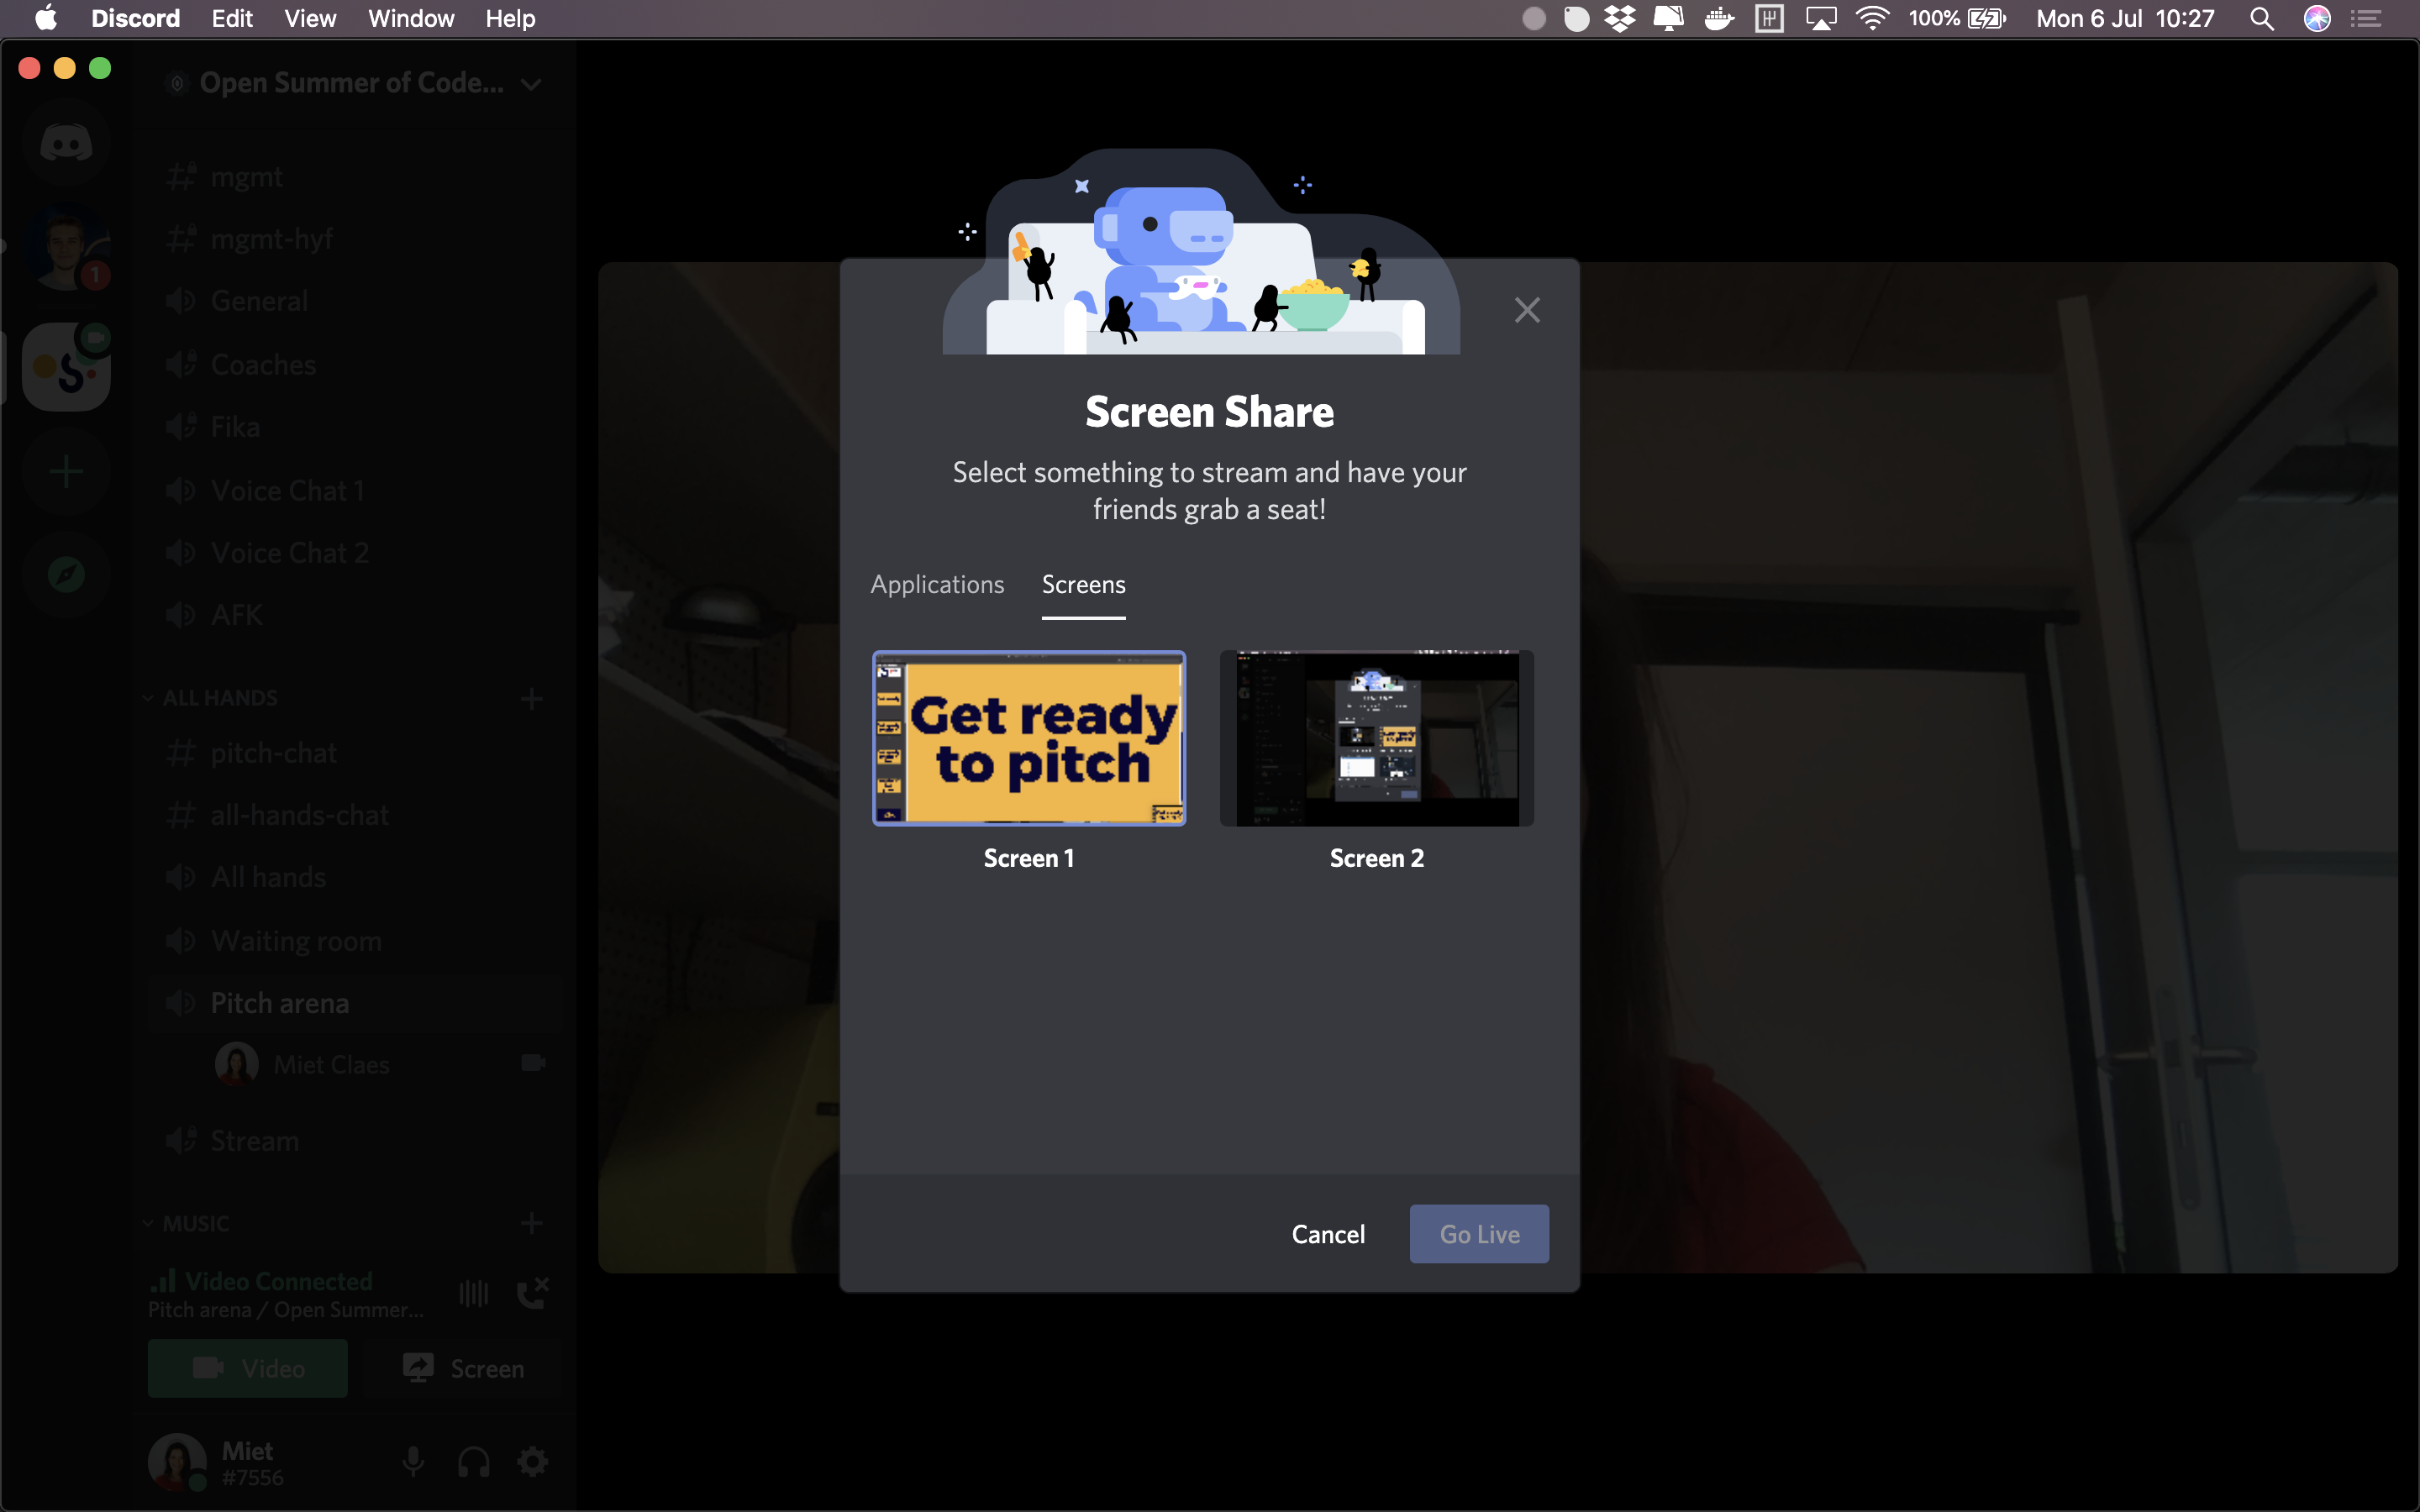 Discord Edit View Window Help 100% Mon 6 Jul 10:27
Open Summer of Code...
mgmt
mgmt-hyf
1
General
Coaches
Fika
Voice Chat 1
Voice Chat 2
AFK
ALL HANDS
pitch-chat
all-hands-chat
All hands
Waiting room
Pitch arena
Miet Claes
Stream
MUSIC
Video Connected
Pitch arena / Open Summer...
Video Screen
Miet
#7556
Screen Share
Select something to stream and have your
friends grab a seat!
Applications Screens
Get ready
to pitch
Screen 1 Screen 2
Cancel Go Live